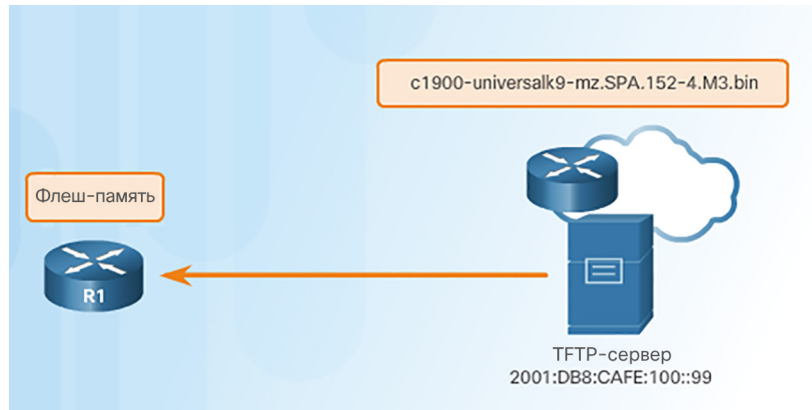 c1900-universalk9-mz.SPA.152-4.M3.bin
Флеш-память
R1
TFTP-сервер
2001:DB8:CAFE:100::99